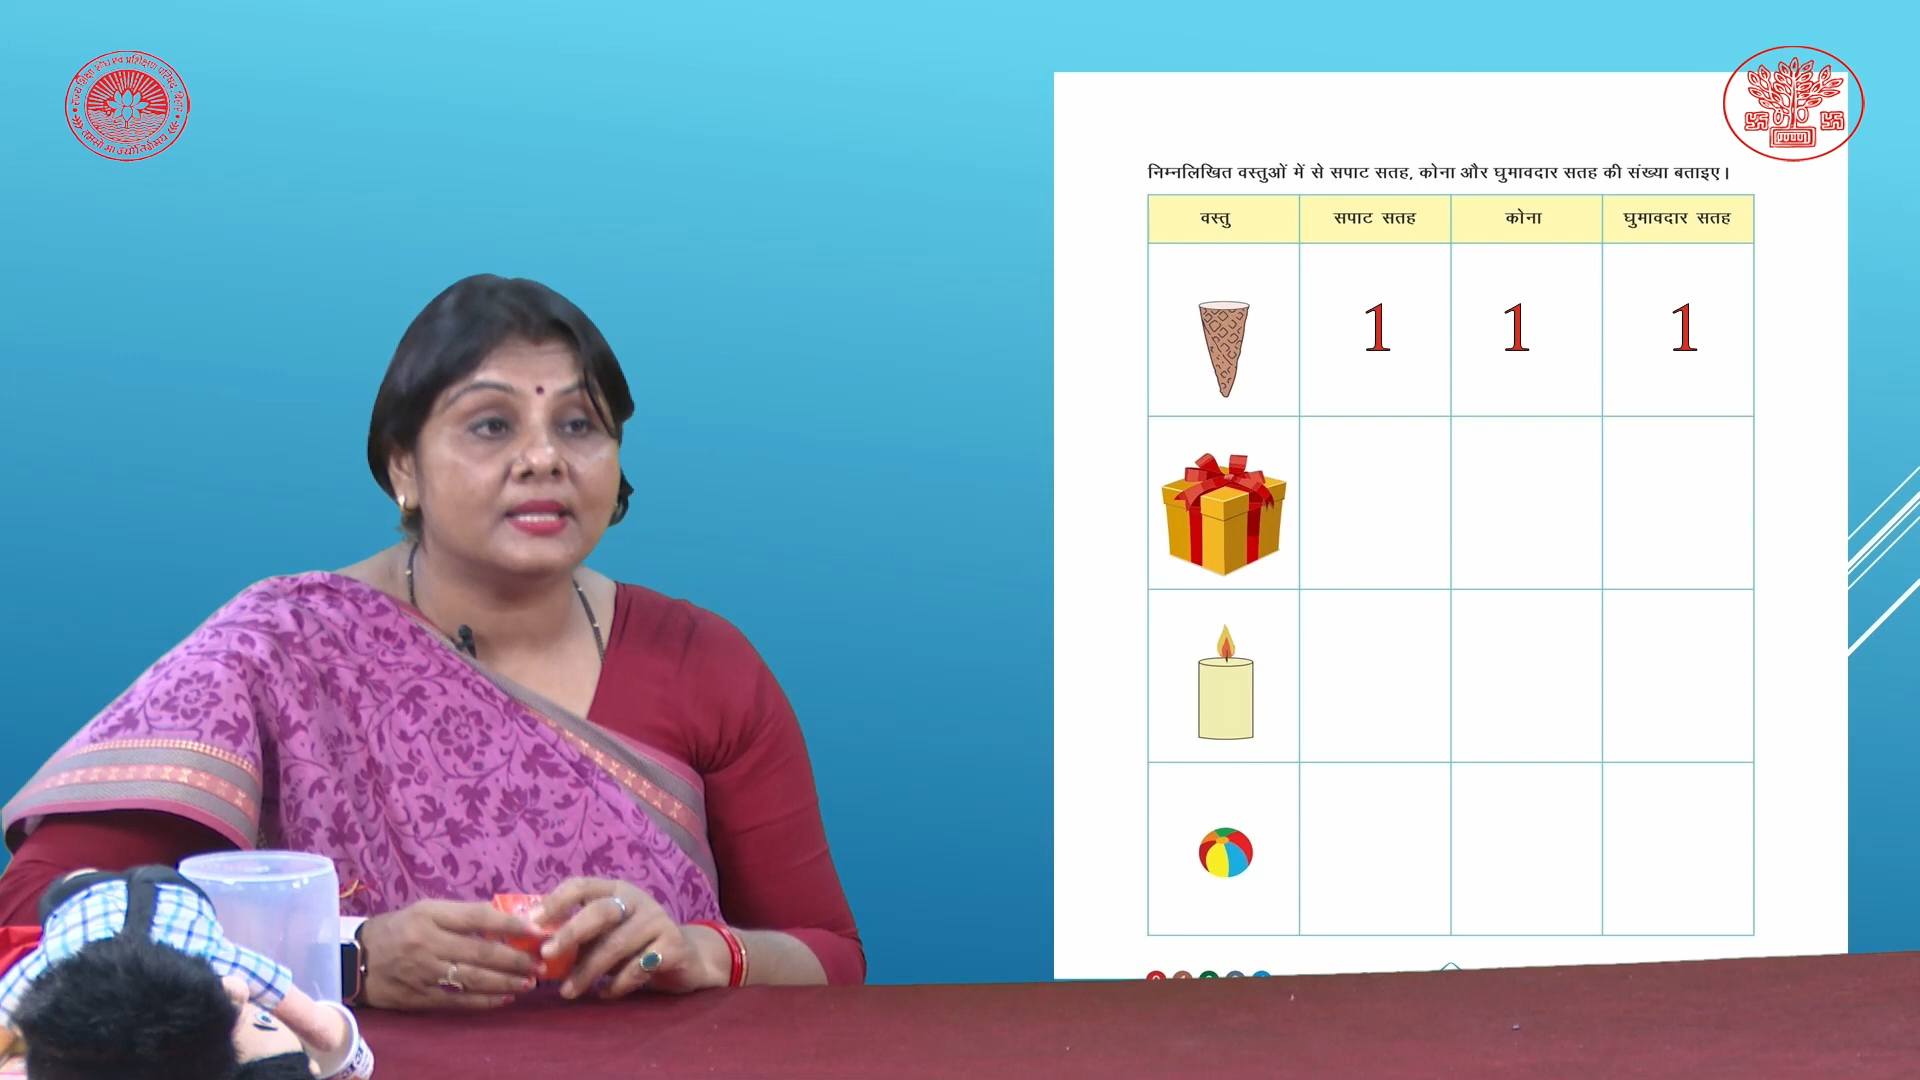 निम्नलिखित वस्तुओं में से सपाट सतह, कोना और घुमावदार सतह की संख्या बताइए।
वस्तु सपाट सतह कोना घुमावदार सतह
1 1 1